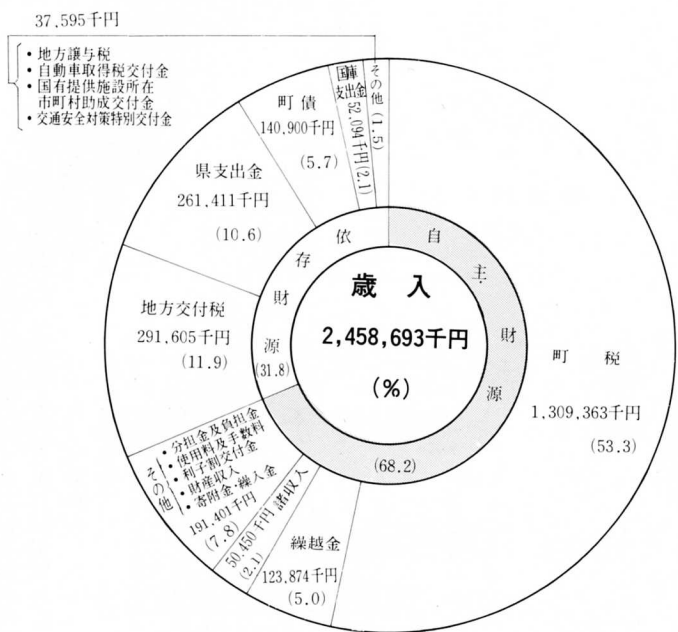 37,595千円
・地方譲与税
・自動車取得税交付金
・国有提供施設所在
市町村助成交付金
・交通安全対策特別交付金
その他(1.5)
国庫
支出金
52,094千円(2.1)
町債
140,900千円
(5.7)
県支出金
261,411千円
(10.6)
地方交付税
291,605千円
(11.9)
その他
・分担金及負担金
・使用料及手数料
・利子割交付金
・財産収入
・寄附金・繰入金
191,401千円
(7.8)
諸収入
50,450千円
(2.1)
繰越金
123,874千円
(5.0)
町税
1,309,363千円
(53.3)
依存財源
(31.8)
自主財源
(68.2)
歳入
2,458,693千円
(%)